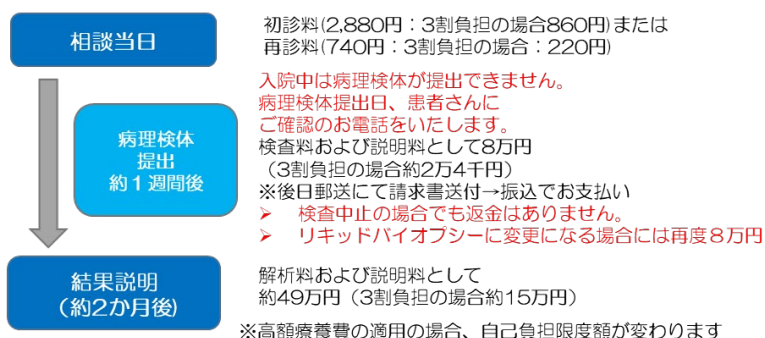 相談当日
初診料(2,880円：3割負担の場合860円)または
再診料(740円：3割負担の場合：220円)
病理検体
提出
約１週間後
入院中は病理検体が提出できません。
病理検体提出日、患者さんに
ご確認のお電話をいたします。
検査料および説明料として8万円
（3割負担の場合約2万4千円）
※後日郵送にて請求書送付→振込でお支払い
➢ 検査中止の場合でも返金はありません。
➢ リキッドバイオプシーに変更になる場合には再度８万円
結果説明
（約2か月後）
解析料および説明料として
約49万円（3割負担の場合約15万円）
※高額療養費の適用の場合、自己負担限度額が変わります